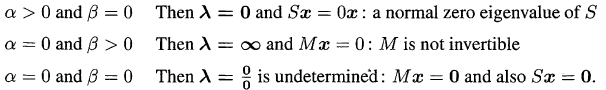 α > 0 and β = 0 Then λ = 0 and Sx = 0x : a normal zero eigenvalue of S
α = 0 and β > 0 Then λ = ∞ and Mx = 0 : M is not invertible
α = 0 and β = 0 Then λ = 0/0 is undetermined : Mx = 0 and also Sx = 0.